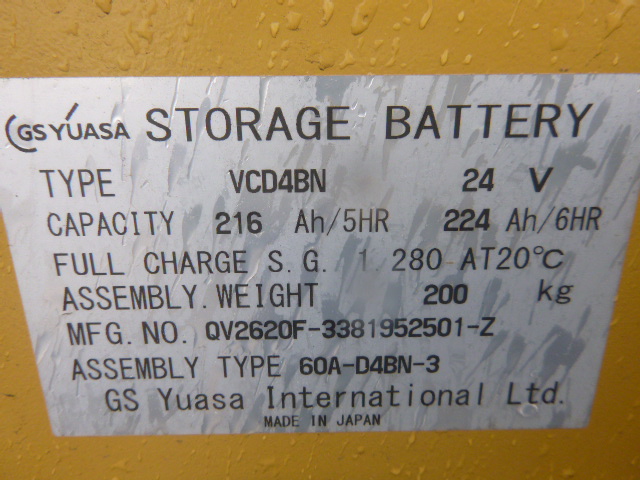 GS YUASA STORAGE BATTERY
TYPE VCD4BN 24 V
CAPACITY 216 Ah/5HR 224 Ah/6HR
FULL CHARGE S.G. 1.280 AT20℃
ASSEMBLY.WEIGHT 200 kg
MFG.NO. QV2620F-3381952501-Z
ASSEMBLY TYPE 60A-D4BN-3
GS Yuasa International Ltd.
MADE IN JAPAN